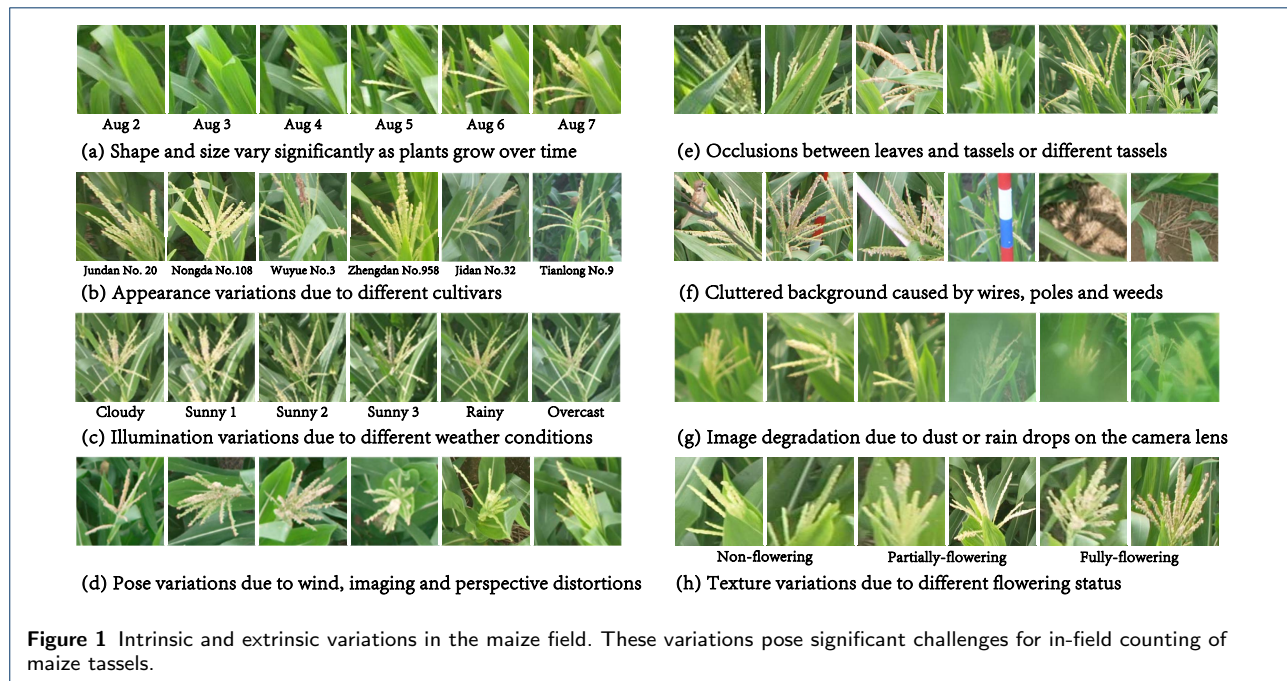 Aug 2 Aug 3 Aug 4 Aug 5 Aug 6 Aug 7
(a) Shape and size vary significantly as plants grow over time
Jundan No. 20 Nongda No.108 Wuyue No.3 Zhengdan No.958 Jidan No.32 Tianlong No.9
(b) Appearance variations due to different cultivars
Cloudy Sunny 1 Sunny 2 Sunny 3 Rainy Overcast
(c) Illumination variations due to different weather conditions
(d) Pose variations due to wind, imaging and perspective distortions
(e) Occlusions between leaves and tassels or different tassels
(f) Cluttered background caused by wires, poles and weeds
(g) Image degradation due to dust or rain drops on the camera lens
Non-flowering Partially-flowering Fully-flowering
(h) Texture variations due to different flowering status
Figure 1 Intrinsic and extrinsic variations in the maize field. These variations pose significant challenges for in-field counting of
maize tassels.